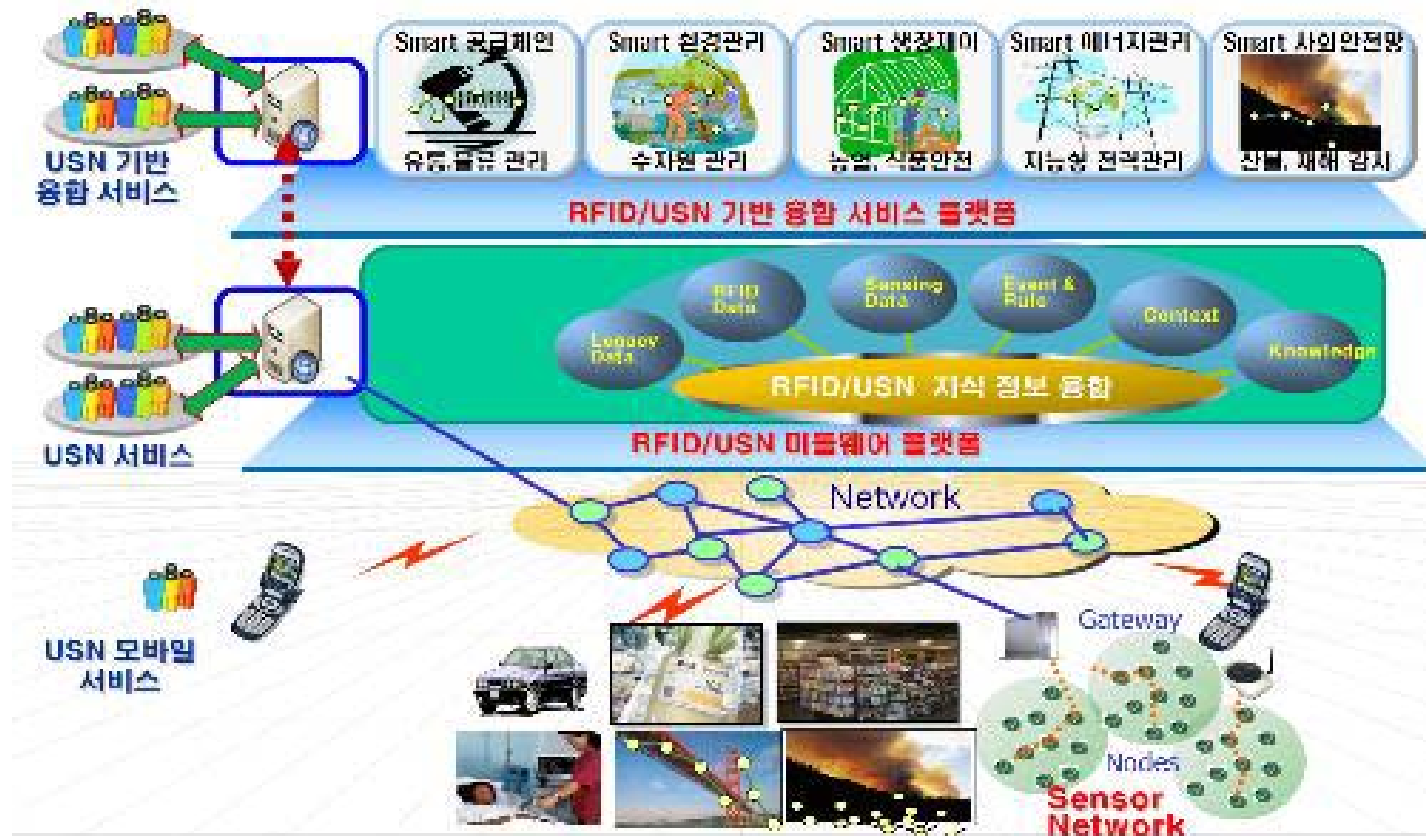 Smart 공급체인
Smart 환경관리
Smart 생장제어
Smart 에너지관리
Smart 사회안전망
유통,물류 관리
수자원 관리
농업, 식품안전
지능형 전력관리
산불, 재해 감시
USN 기반
융합 서비스
RFID/USN 기반 융합 서비스 플랫폼
Legacy
Data
RFID
Data
Sensing
Data
Event &
Rule
Context
Knowledge
RFID/USN 지식 정보 융합
USN 서비스
RFID/USN 미들웨어 플랫폼
Network
USN 모바일
서비스
Gateway
Nodes
Sensor
Network